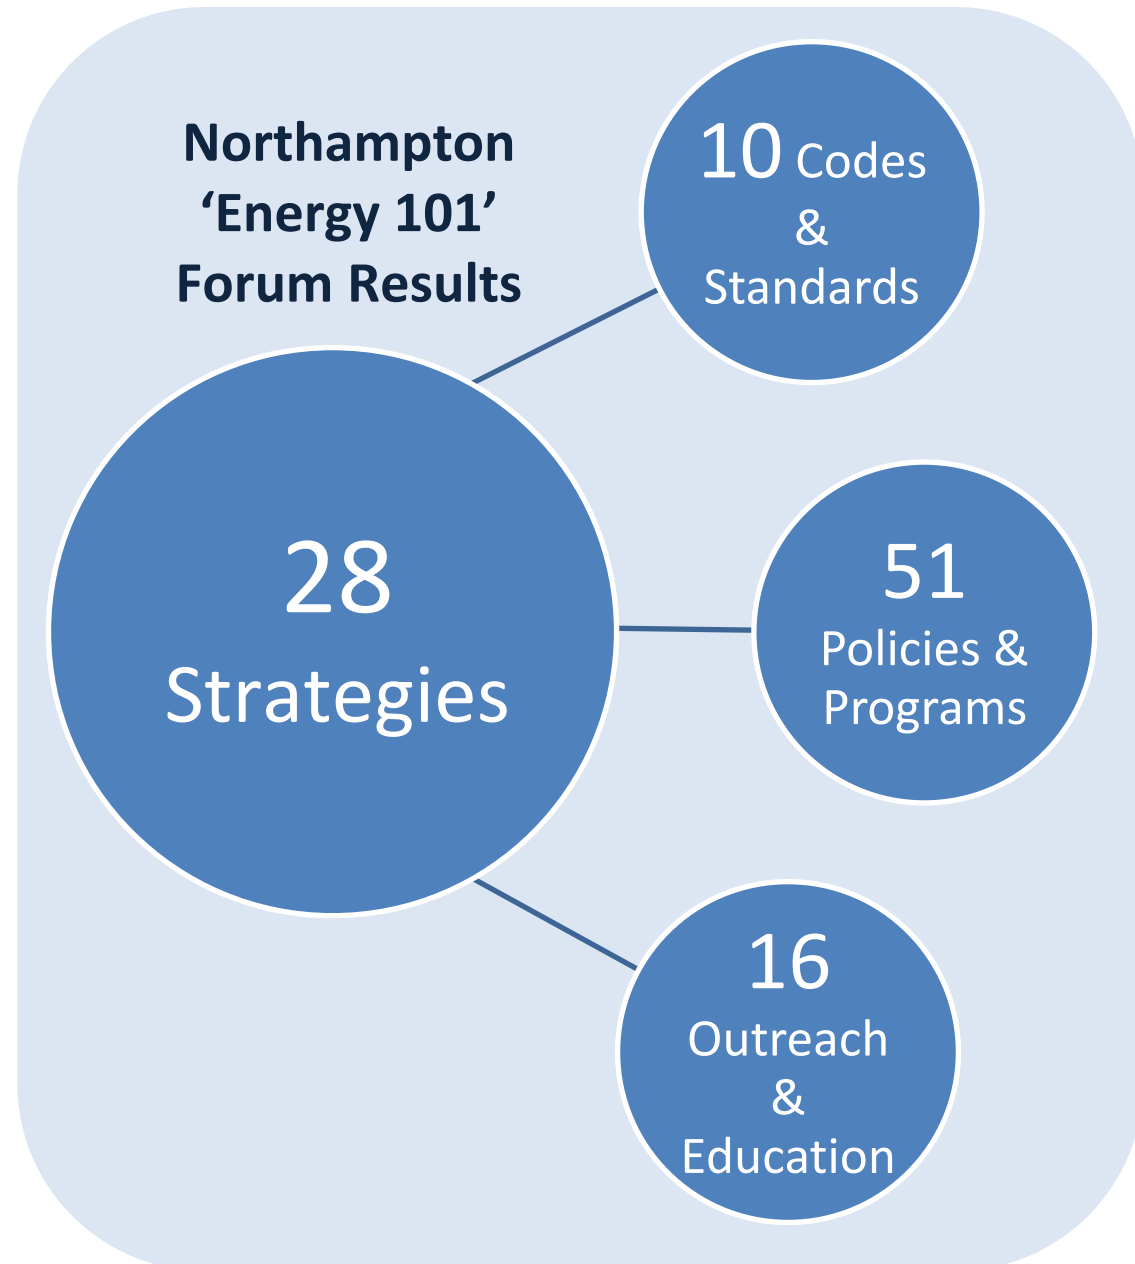 Northampton
‘Energy 101’
Forum Results
10 Codes
&
Standards
28
Strategies
51
Policies &
Programs
16
Outreach
&
Education